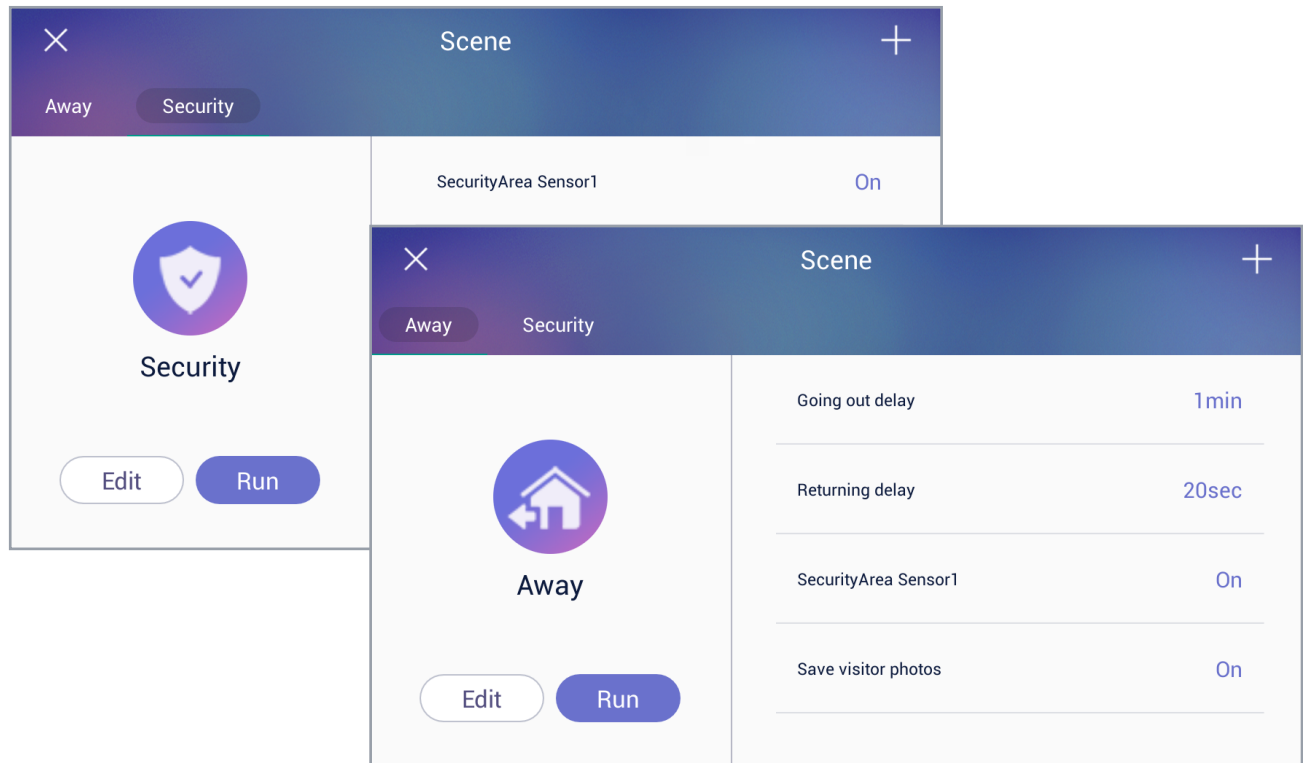 Scene
Away Security
SecurityArea Sensor1 On
Security
Edit Run
Scene
Away Security
Going out delay 1min
Returning delay 20sec
SecurityArea Sensor1 On
Away
Save visitor photos On
Edit Run